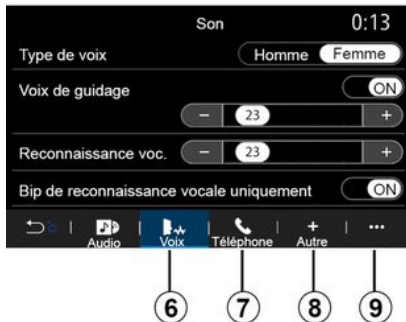 Son 0:13
Type de voix Homme Femme
Voix de guidage ON
− 23 +
Reconnaissance voc. − 23 +
Bip de reconnaissance vocale uniquement ON
Audio Voix Téléphone + Autre ...
6 7 8 9